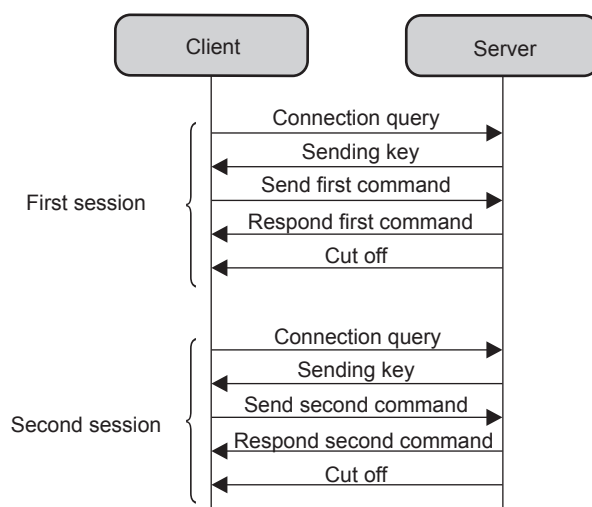 Client
Server
Connection query
Sending key
Send first command
First session
Respond first command
Cut off
Connection query
Sending key
Send second command
Second session
Respond second command
Cut off